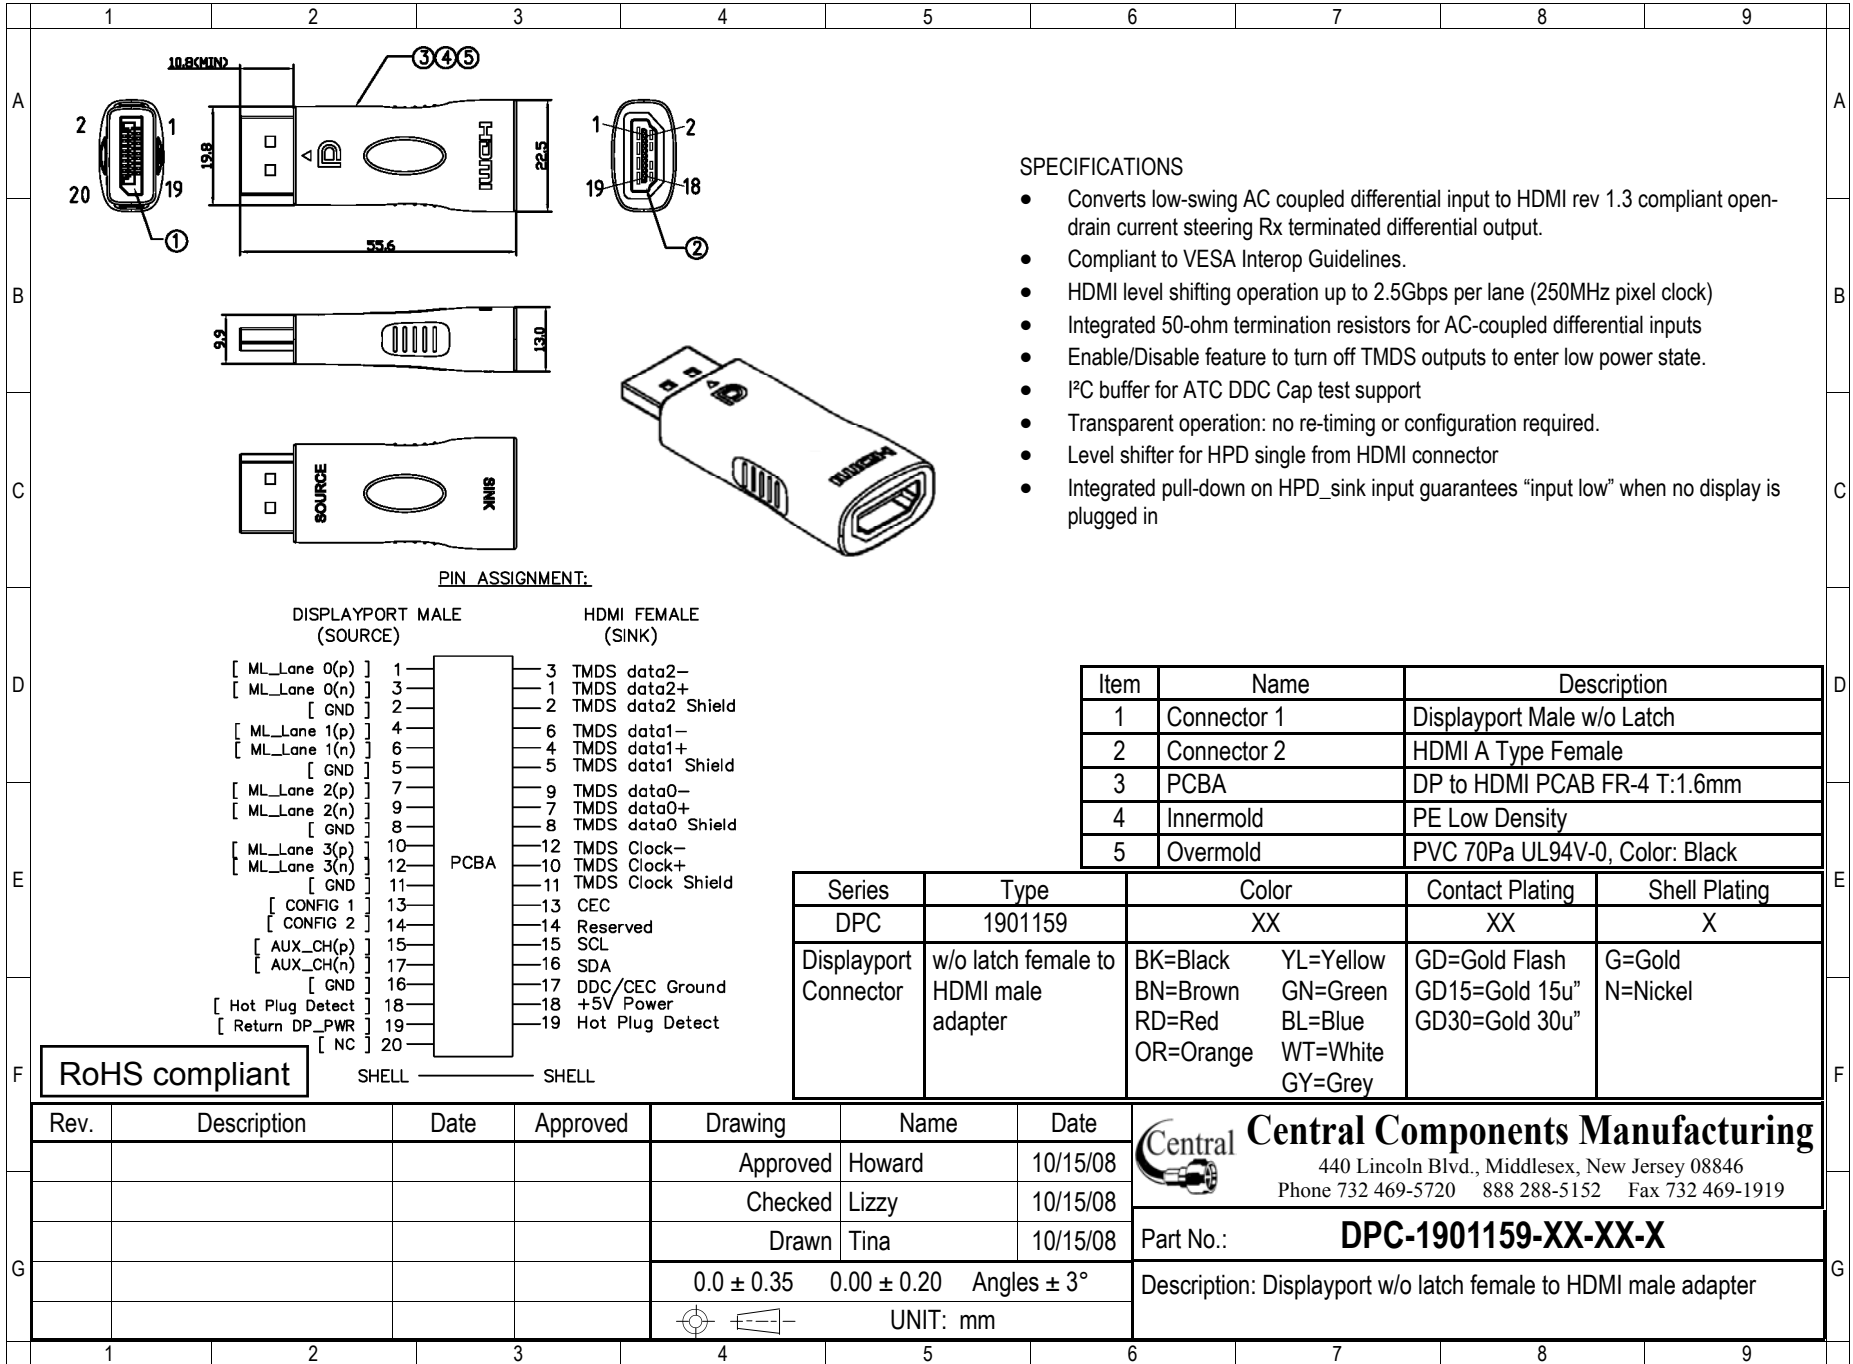 1 2 3 4 5 6 7 8 9
A A
B B
C C
D D
E E
F F
G G
10.8(MIN)
③④⑤
2 1
20 19
①
19.8
HDMI
22.5
55.6
1 2
19 18
②
9.9
13.0
SOURCE
SINK
HDMI
SPECIFICATIONS
● Converts low-swing AC coupled differential input to HDMI rev 1.3 compliant open-
drain current steering Rx terminated differential output.
● Compliant to VESA Interop Guidelines.
● HDMI level shifting operation up to 2.5Gbps per lane (250MHz pixel clock)
● Integrated 50-ohm termination resistors for AC-coupled differential inputs
● Enable/Disable feature to turn off TMDS outputs to enter low power state.
● I²C buffer for ATC DDC Cap test support
● Transparent operation: no re-timing or configuration required.
● Level shifter for HPD single from HDMI connector
● Integrated pull-down on HPD_sink input guarantees “input low” when no display is
plugged in
PIN ASSIGNMENT:
DISPLAYPORT MALE HDMI FEMALE
(SOURCE) (SINK)
[ ML_Lane 0(p) ] 1 3 TMDS data2-
[ ML_Lane 0(n) ] 3 1 TMDS data2+
[ GND ] 2 2 TMDS data2 Shield
[ ML_Lane 1(p) ] 4 6 TMDS data1-
[ ML_Lane 1(n) ] 6 4 TMDS data1+
[ GND ] 5 5 TMDS data1 Shield
[ ML_Lane 2(p) ] 7 9 TMDS data0-
[ ML_Lane 2(n) ] 9 7 TMDS data0+
[ GND ] 8 8 TMDS data0 Shield
[ ML_Lane 3(p) ] 10 12 TMDS Clock-
[ ML_Lane 3(n) ] 12 PCBA 10 TMDS Clock+
[ GND ] 11 11 TMDS Clock Shield
[ CONFIG 1 ] 13 13 CEC
[ CONFIG 2 ] 14 14 Reserved
[ AUX_CH(p) ] 15 15 SCL
[ AUX_CH(n) ] 17 16 SDA
[ GND ] 16 17 DDC/CEC Ground
[ Hot Plug Detect ] 18 18 +5V Power
[ Return DP_PWR ] 19 19 Hot Plug Detect
[ NC ] 20
SHELL SHELL
RoHS compliant
Item Name Description
1 Connector 1 Displayport Male w/o Latch
2 Connector 2 HDMI A Type Female
3 PCBA DP to HDMI PCAB FR-4 T:1.6mm
4 Innermold PE Low Density
5 Overmold PVC 70Pa UL94V-0, Color: Black
Series Type Color Contact Plating Shell Plating
DPC 1901159 XX XX X
Displayport w/o latch female to BK=Black YL=Yellow GD=Gold Flash G=Gold
Connector HDMI male BN=Brown GN=Green GD15=Gold 15u” N=Nickel
adapter RD=Red BL=Blue GD30=Gold 30u”
OR=Orange WT=White
GY=Grey
Rev. Description Date Approved Drawing Name Date
Approved Howard 10/15/08
Checked Lizzy 10/15/08
Drawn Tina 10/15/08
0.0 ± 0.35 0.00 ± 0.20 Angles ± 3°
UNIT: mm
Central
Central Components Manufacturing
440 Lincoln Blvd., Middlesex, New Jersey 08846
Phone 732 469-5720 888 288-5152 Fax 732 469-1919
Part No.: DPC-1901159-XX-XX-X
Description: Displayport w/o latch female to HDMI male adapter
1 2 3 4 5 6 7 8 9